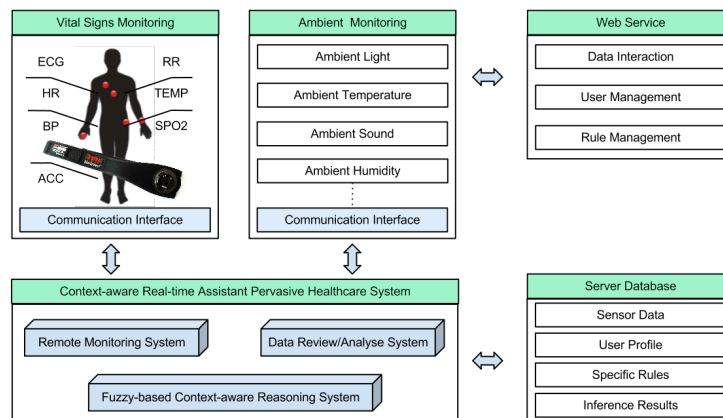 Vital Signs Monitoring
ECG
RR
HR
TEMP
BP
SPO2
ACC
Communication Interface
Ambient Monitoring
Ambient Light
Ambient Temperature
Ambient Sound
Ambient Humidity
Communication Interface
Web Service
Data Interaction
User Management
Rule Management
Context-aware Real-time Assistant Pervasive Healthcare System
Remote Monitoring System
Data Review/Analyse System
Fuzzy-based Context-aware Reasoning System
Server Database
Sensor Data
User Profile
Specific Rules
Inference Results